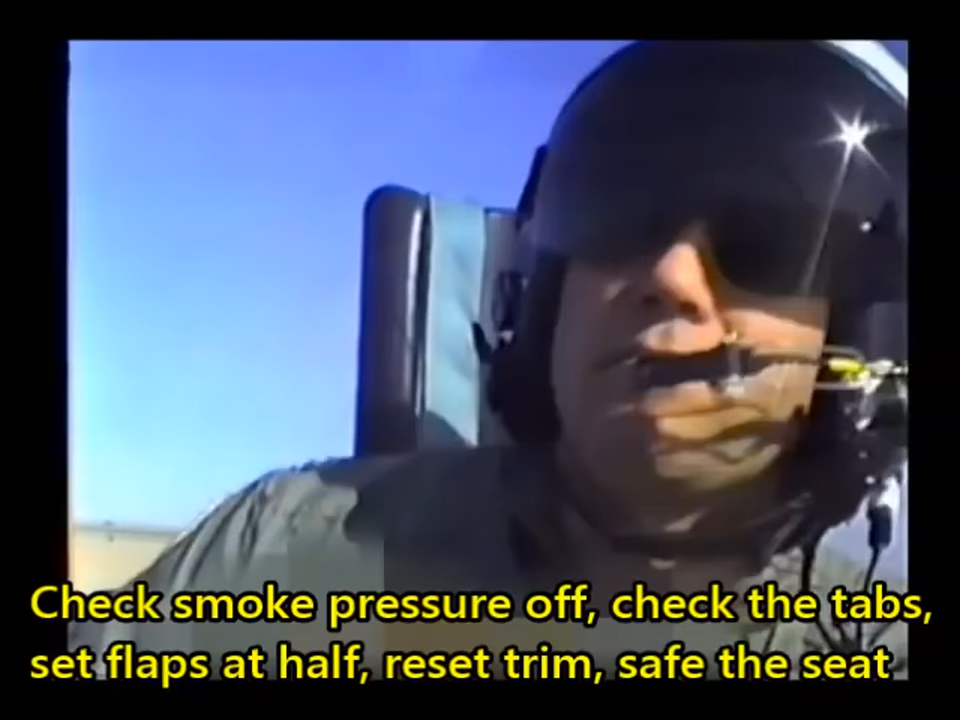 Check smoke pressure off, check the tabs,
set flaps at half, reset trim, safe the seat